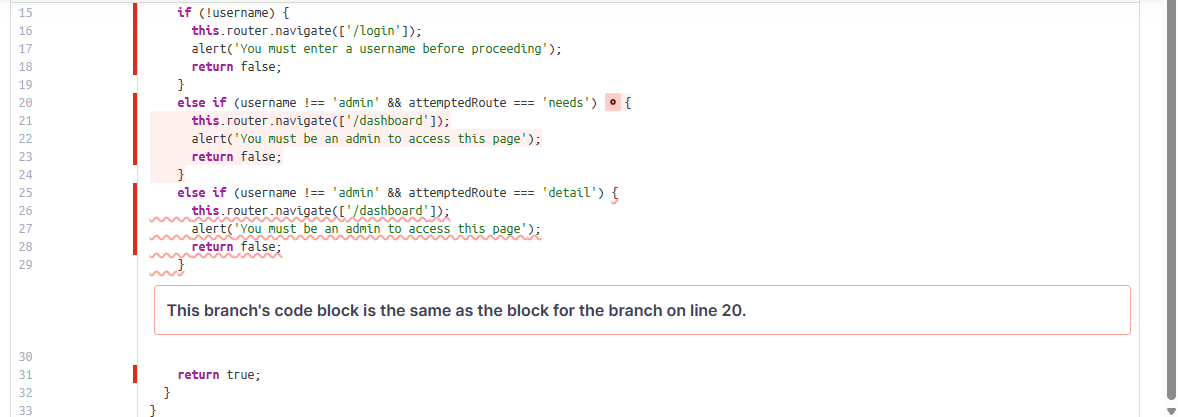 15 if (!username) {
16 this.router.navigate(['/login']);
17 alert('You must enter a username before proceeding');
18 return false;
19 }
20 else if (username !== 'admin' && attemptedRoute === 'needs') {
21 this.router.navigate(['/dashboard']);
22 alert('You must be an admin to access this page');
23 return false;
24 }
25 else if (username !== 'admin' && attemptedRoute === 'detail') {
26 this.router.navigate(['/dashboard']);
27 alert('You must be an admin to access this page');
28 return false;
29 }
This branch's code block is the same as the block for the branch on line 20.
30
31 return true;
32 }
33 }